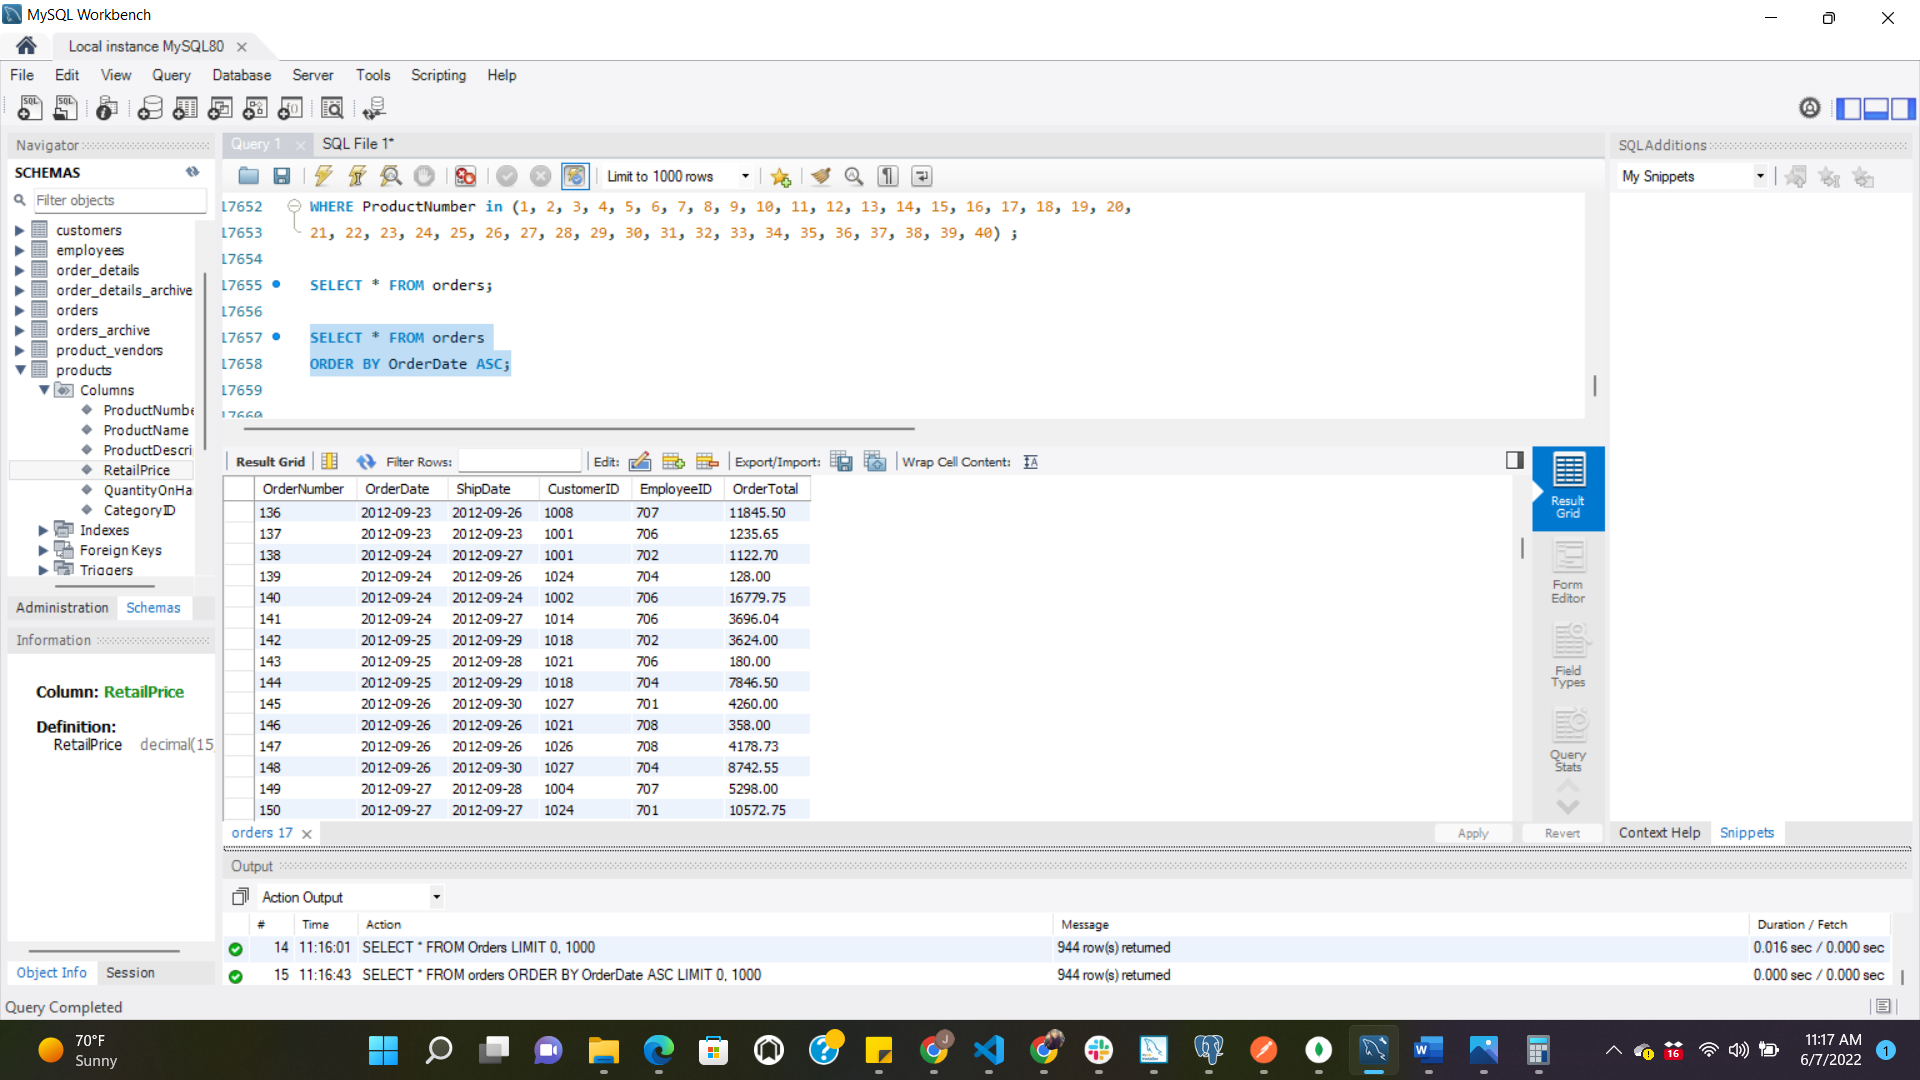 MySQL Workbench
Local instance MySQL80
File Edit View Query Database Server Tools Scripting Help
Navigator
SCHEMAS
Filter objects
customers
employees
order_details
order_details_archive
orders
orders_archive
product_vendors
products
Columns
ProductNumbe
ProductName
ProductDescri
RetailPrice
QuantityOnHa
CategoryID
Indexes
Foreign Keys
Triggers
Administration Schemas
Information
Column: RetailPrice
Definition:
RetailPrice decimal(15,
Object Info Session
Query Completed
Query 1 SQL File 1*
Limit to 1000 rows
17652 WHERE ProductNumber in (1, 2, 3, 4, 5, 6, 7, 8, 9, 10, 11, 12, 13, 14, 15, 16, 17, 18, 19, 20,
17653 21, 22, 23, 24, 25, 26, 27, 28, 29, 30, 31, 32, 33, 34, 35, 36, 37, 38, 39, 40) ;
17654
17655 SELECT * FROM orders;
17656
17657 SELECT * FROM orders
17658 ORDER BY OrderDate ASC;
17659
17660
Result Grid Filter Rows: Edit: Export/Import: Wrap Cell Content:
OrderNumber OrderDate ShipDate CustomerID EmployeeID OrderTotal
136 2012-09-23 2012-09-26 1008 707 11845.50
137 2012-09-23 2012-09-23 1001 706 1235.65
138 2012-09-24 2012-09-27 1001 702 1122.70
139 2012-09-24 2012-09-26 1024 704 128.00
140 2012-09-24 2012-09-24 1002 706 16779.75
141 2012-09-24 2012-09-27 1014 706 3696.04
142 2012-09-25 2012-09-29 1018 702 3624.00
143 2012-09-25 2012-09-28 1021 706 180.00
144 2012-09-25 2012-09-29 1018 704 7846.50
145 2012-09-26 2012-09-30 1027 701 4260.00
146 2012-09-26 2012-09-26 1021 708 358.00
147 2012-09-26 2012-09-26 1026 708 4178.73
148 2012-09-26 2012-09-30 1027 704 8742.55
149 2012-09-27 2012-09-28 1004 707 5298.00
150 2012-09-27 2012-09-27 1024 701 10572.75
Result
Grid
Form
Editor
Field
Types
Query
Stats
orders 17 Apply Revert
SQLAdditions
My Snippets
Context Help Snippets
Output
Action Output
# Time Action Message Duration / Fetch
14 11:16:01 SELECT * FROM Orders LIMIT 0, 1000 944 row(s) returned 0.016 sec / 0.000 sec
15 11:16:43 SELECT * FROM orders ORDER BY OrderDate ASC LIMIT 0, 1000 944 row(s) returned 0.000 sec / 0.000 sec
70°F
Sunny
16
11:17 AM
6/7/2022
1